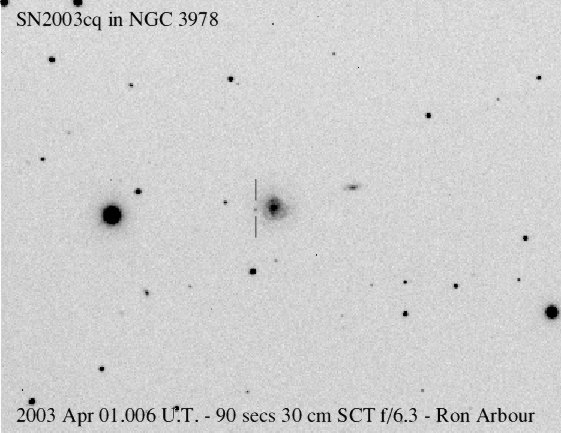 SN2003cq in NGC 3978
2003 Apr 01.006 U.T. - 90 secs 30 cm SCT f/6.3 - Ron Arbour